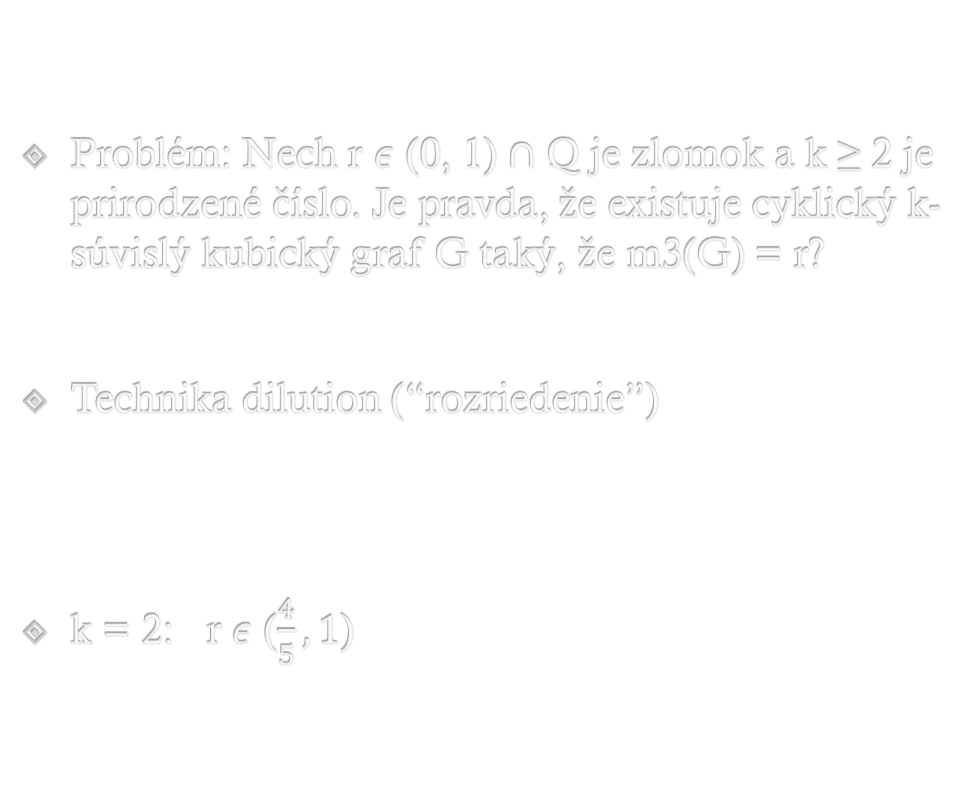 Problém: Nech r ϵ (0, 1) ∩ Q je zlomok a k ≥ 2 je
prirodzené číslo. Je pravda, že existuje cyklický k-
súvislý kubický graf G taký, že m3(G) = r?
Technika dilution (“rozriedenie”)
k = 2: r ϵ (4/5, 1)